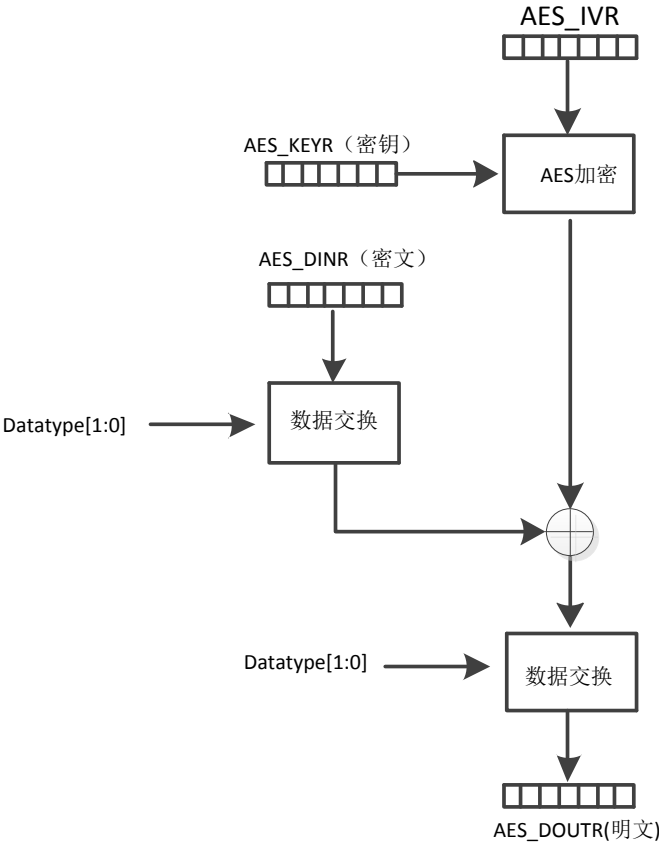 AES_IVR
AES_KEYR（密钥）
AES加密
AES_DINR（密文）
Datatype[1:0]
数据交换
Datatype[1:0]
数据交换
AES_DOUTR(明文)